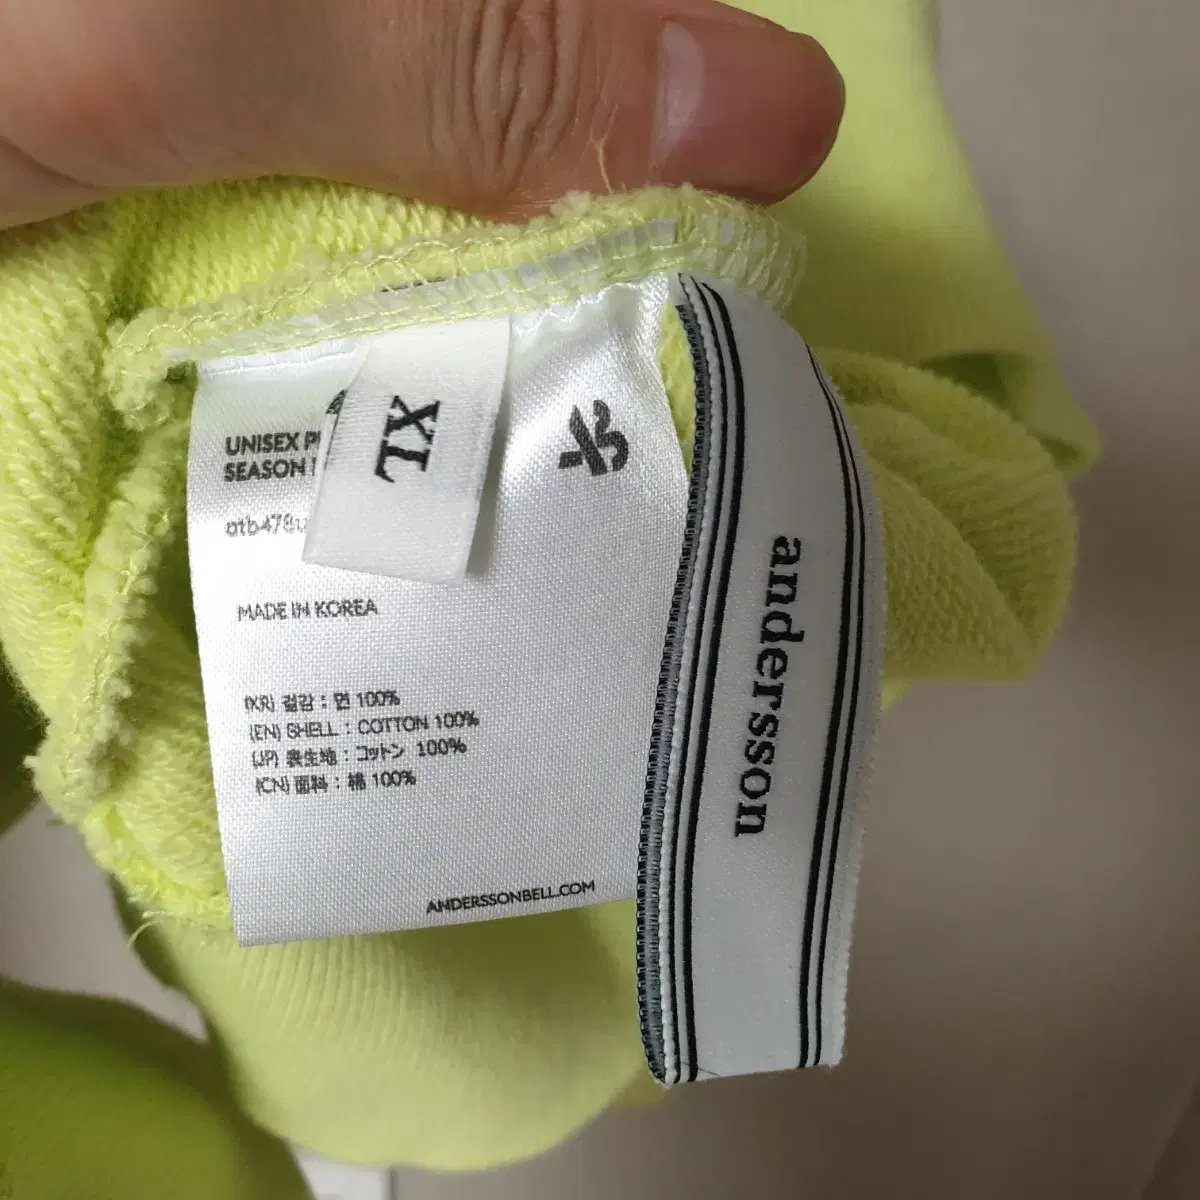 UNISEX
SEASON
XL
MADE IN KOREA
(KR) 겉감 : 면 100%
(EN) SHELL : COTTON 100%
(JP) 表生地 : コットン 100%
(CN) 面料 : 棉 100%
ANDERSSONBELL.COM
andersson